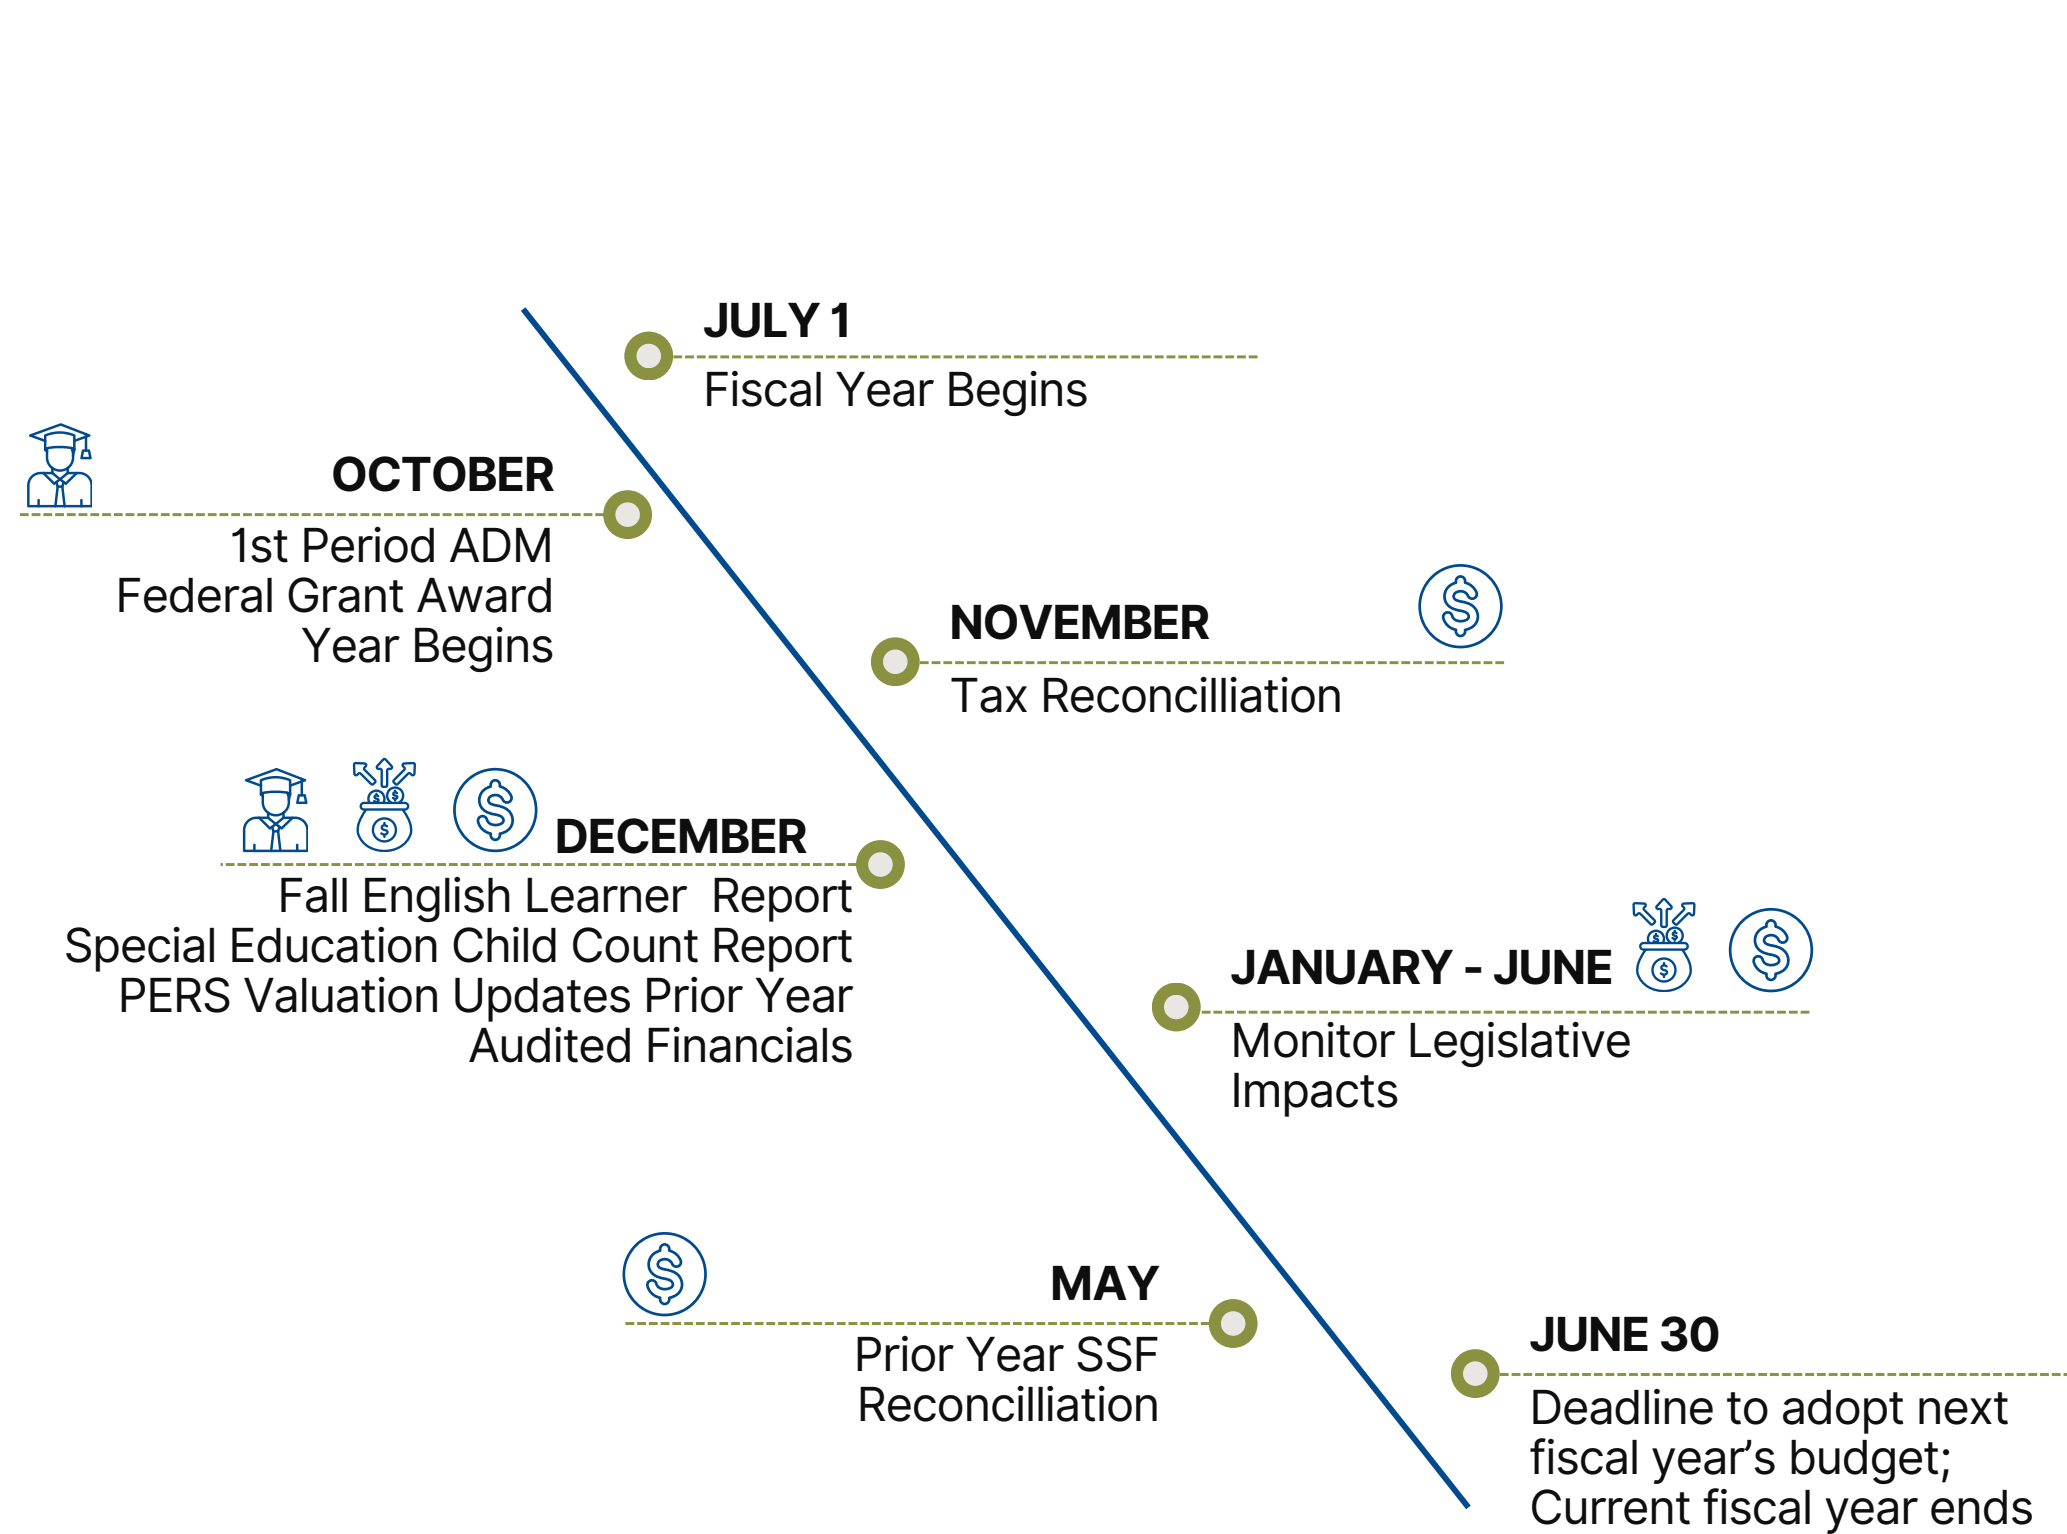 JULY 1
Fiscal Year Begins
OCTOBER
1st Period ADM
Federal Grant Award
Year Begins
NOVEMBER
Tax Reconcilliation
DECEMBER
Fall English Learner  Report
Special Education Child Count Report
PERS Valuation Updates Prior Year
Audited Financials
JANUARY - JUNE
Monitor Legislative
Impacts
MAY
Prior Year SSF
Reconcilliation
JUNE 30
Deadline to adopt next
fiscal year’s budget;
Current fiscal year ends